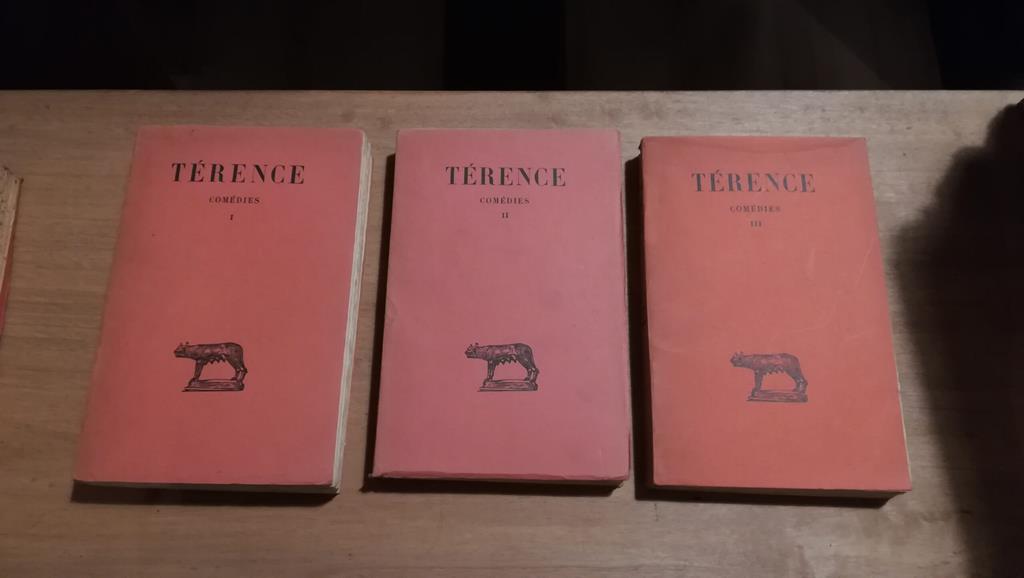 TÉRENCE
COMÉDIES
I
TÉRENCE
COMÉDIES
II
TÉRENCE
COMÉDIES
III